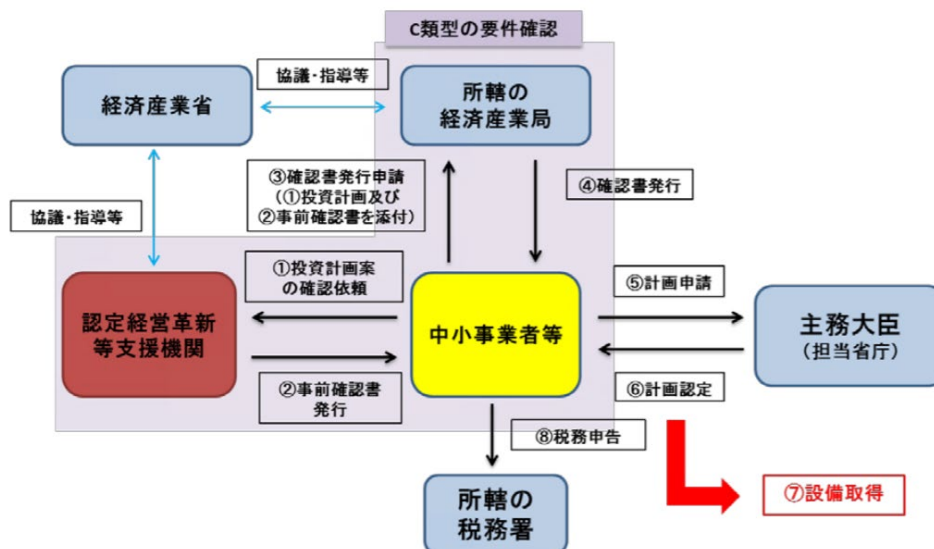 C類型の要件確認
経済産業省
協議・指導等
所轄の
経済産業局
③確認書発行申請
(①投資計画及び
②事前確認書を添付)
④確認書発行
協議・指導等
①投資計画案
の確認依頼
⑤計画申請
認定経営革新
等支援機関
中小事業者等
主務大臣
(担当省庁)
②事前確認書
発行
⑥計画認定
⑧税務申告
⑦設備取得
所轄の
税務署